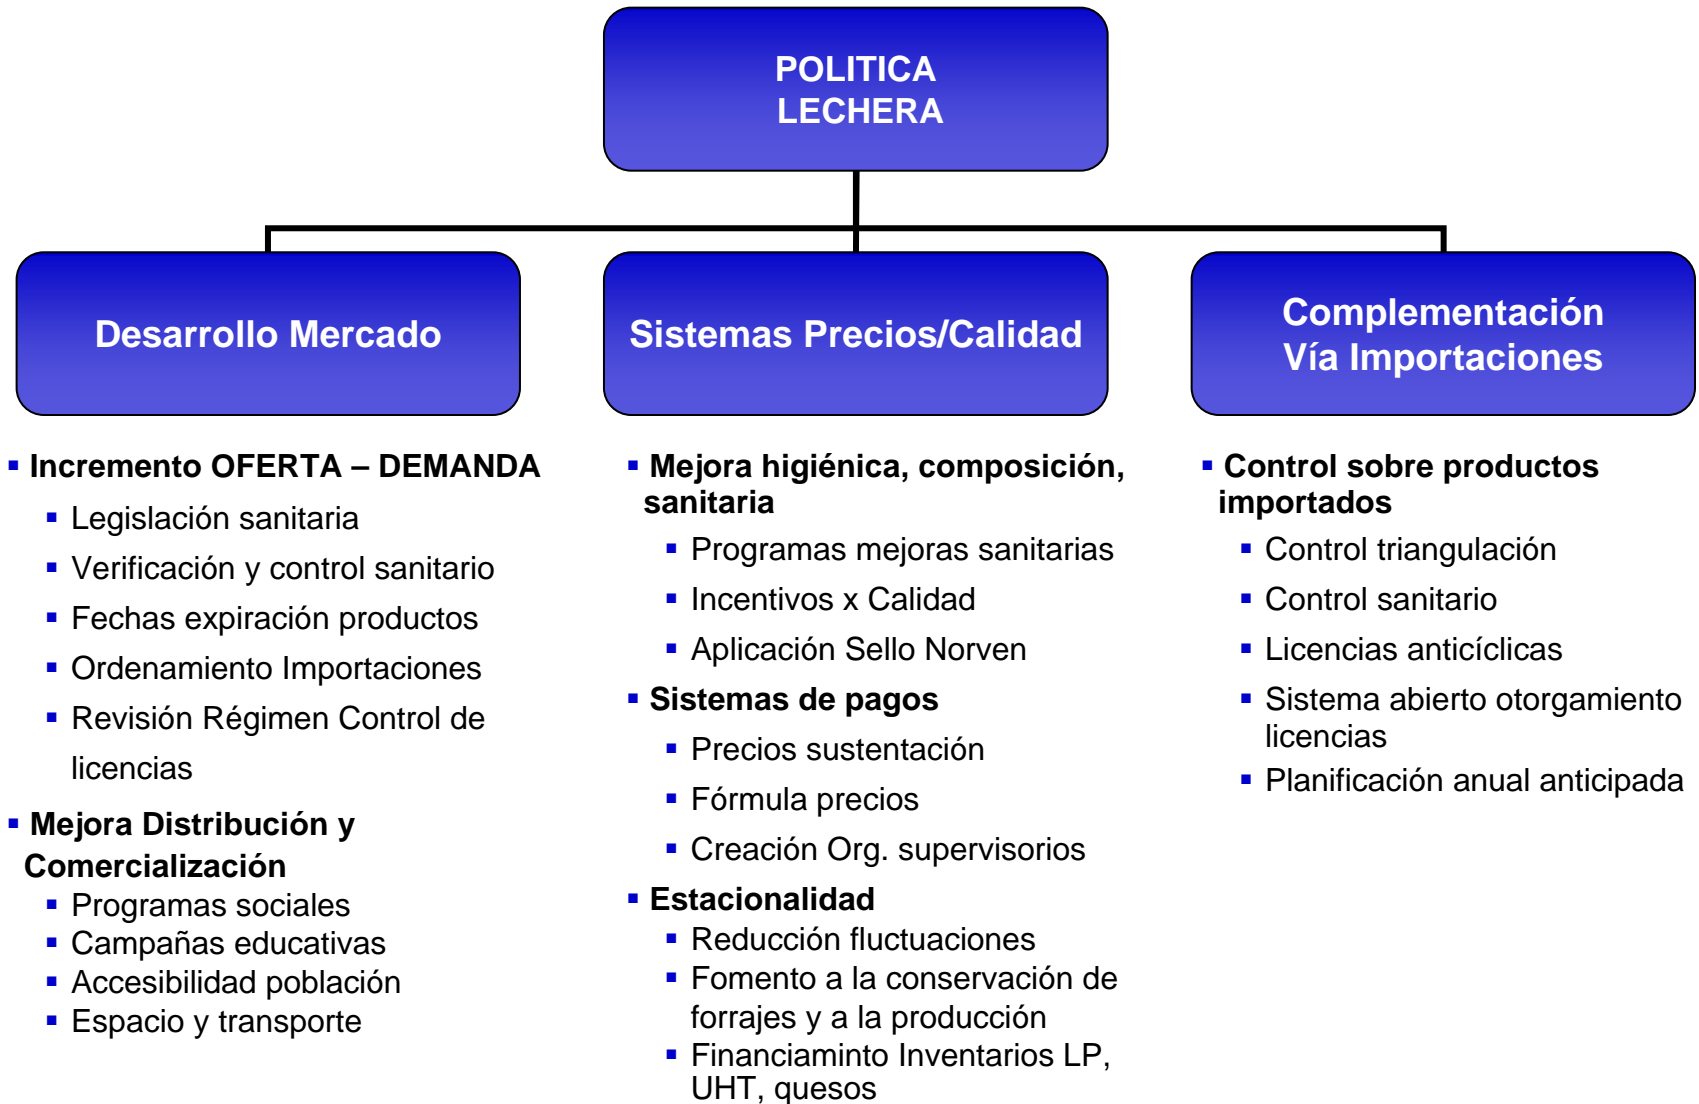 POLITICA
LECHERA
Desarrollo Mercado
▪ Incremento OFERTA – DEMANDA
▪ Legislación sanitaria
▪ Verificación y control sanitario
▪ Fechas expiración productos
▪ Ordenamiento Importaciones
▪ Revisión Régimen Control de
licencias
▪ Mejora Distribución y
Comercialización
▪ Programas sociales
▪ Campañas educativas
▪ Accesibilidad población
▪ Espacio y transporte
Sistemas Precios/Calidad
▪ Mejora higiénica, composición,
sanitaria
▪ Programas mejoras sanitarias
▪ Incentivos x Calidad
▪ Aplicación Sello Norven
▪ Sistemas de pagos
▪ Precios sustentación
▪ Fórmula precios
▪ Creación Org. supervisorios
▪ Estacionalidad
▪ Reducción fluctuaciones
▪ Fomento a la conservación de
forrajes y a la producción
▪ Financiaminto Inventarios LP,
UHT, quesos
Complementación
Vía Importaciones
▪ Control sobre productos
importados
▪ Control triangulación
▪ Control sanitario
▪ Licencias anticíclicas
▪ Sistema abierto otorgamiento
licencias
▪ Planificación anual anticipada